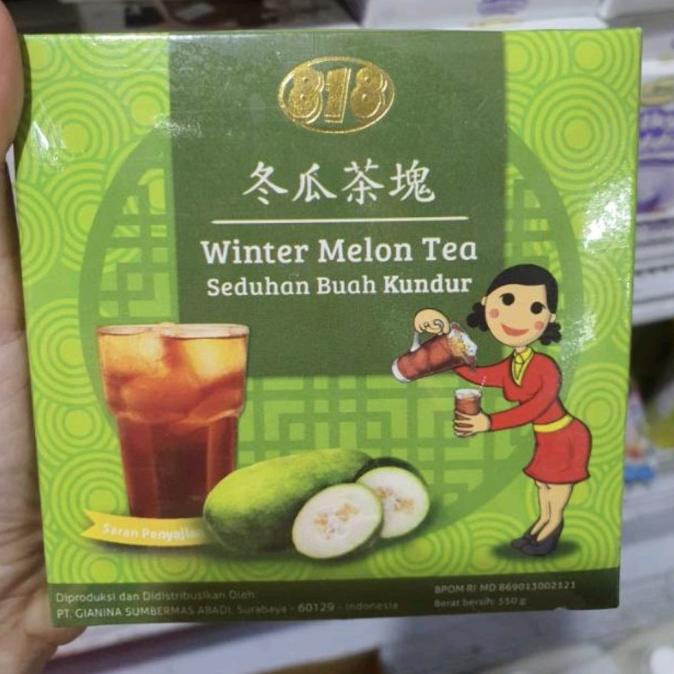 818
冬瓜茶塊
Winter Melon Tea
Seduhan Buah Kundur
Saran Penyajian
Diproduksi dan Didistribusikan Oleh:
PT. GIANINA SUMBERMAS ABADI, Surabaya - 60129 - Indonesia
BPOM RI MD 869013002121
Berat bersih: 550 g